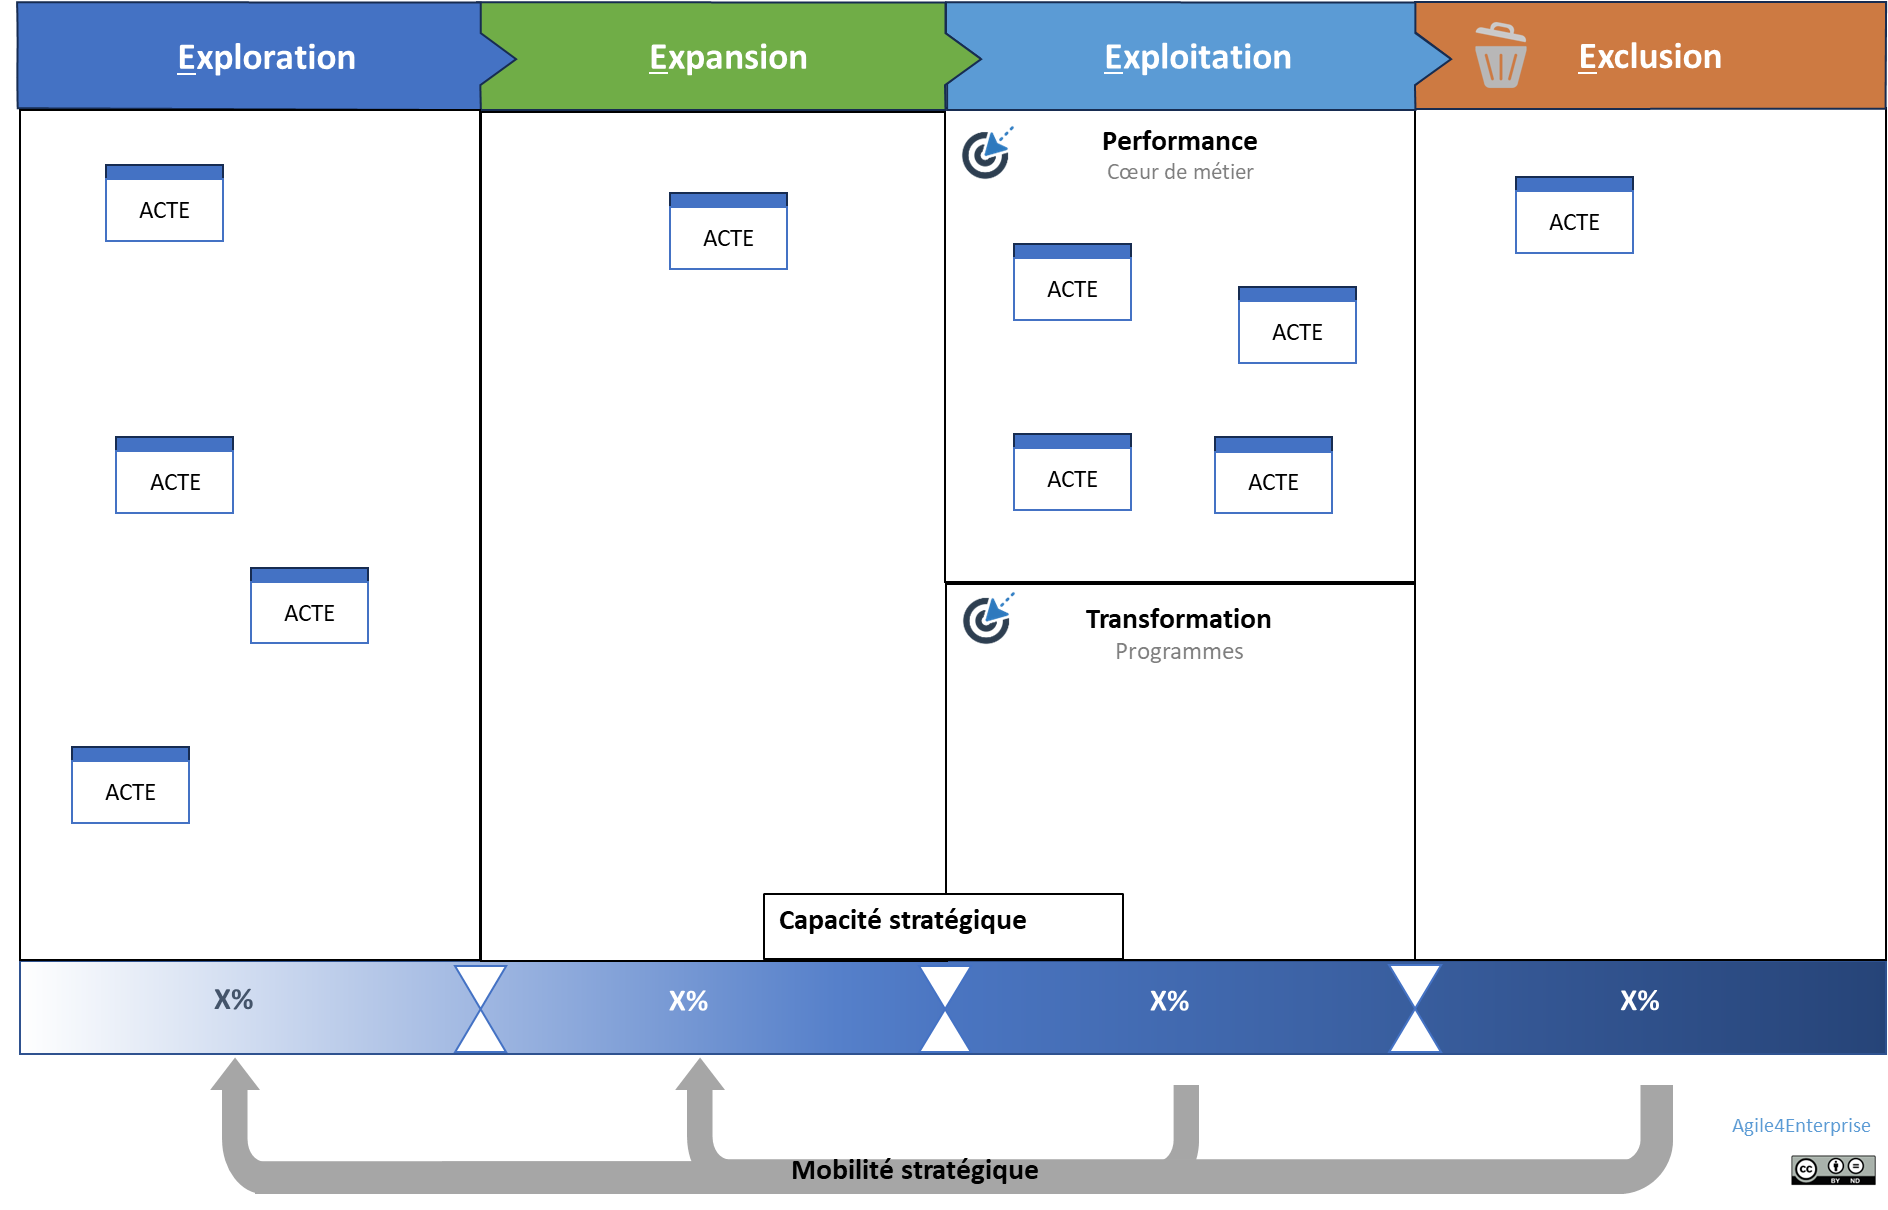 Exploration
Expansion
Exploitation
Exclusion
ACTE
ACTE
ACTE
ACTE
ACTE
Performance
Cœur de métier
ACTE
ACTE
ACTE
ACTE
Transformation
Programmes
ACTE
Capacité stratégique
X%
X%
X%
X%
Mobilité stratégique
Agile4Enterprise
cc
BY
ND